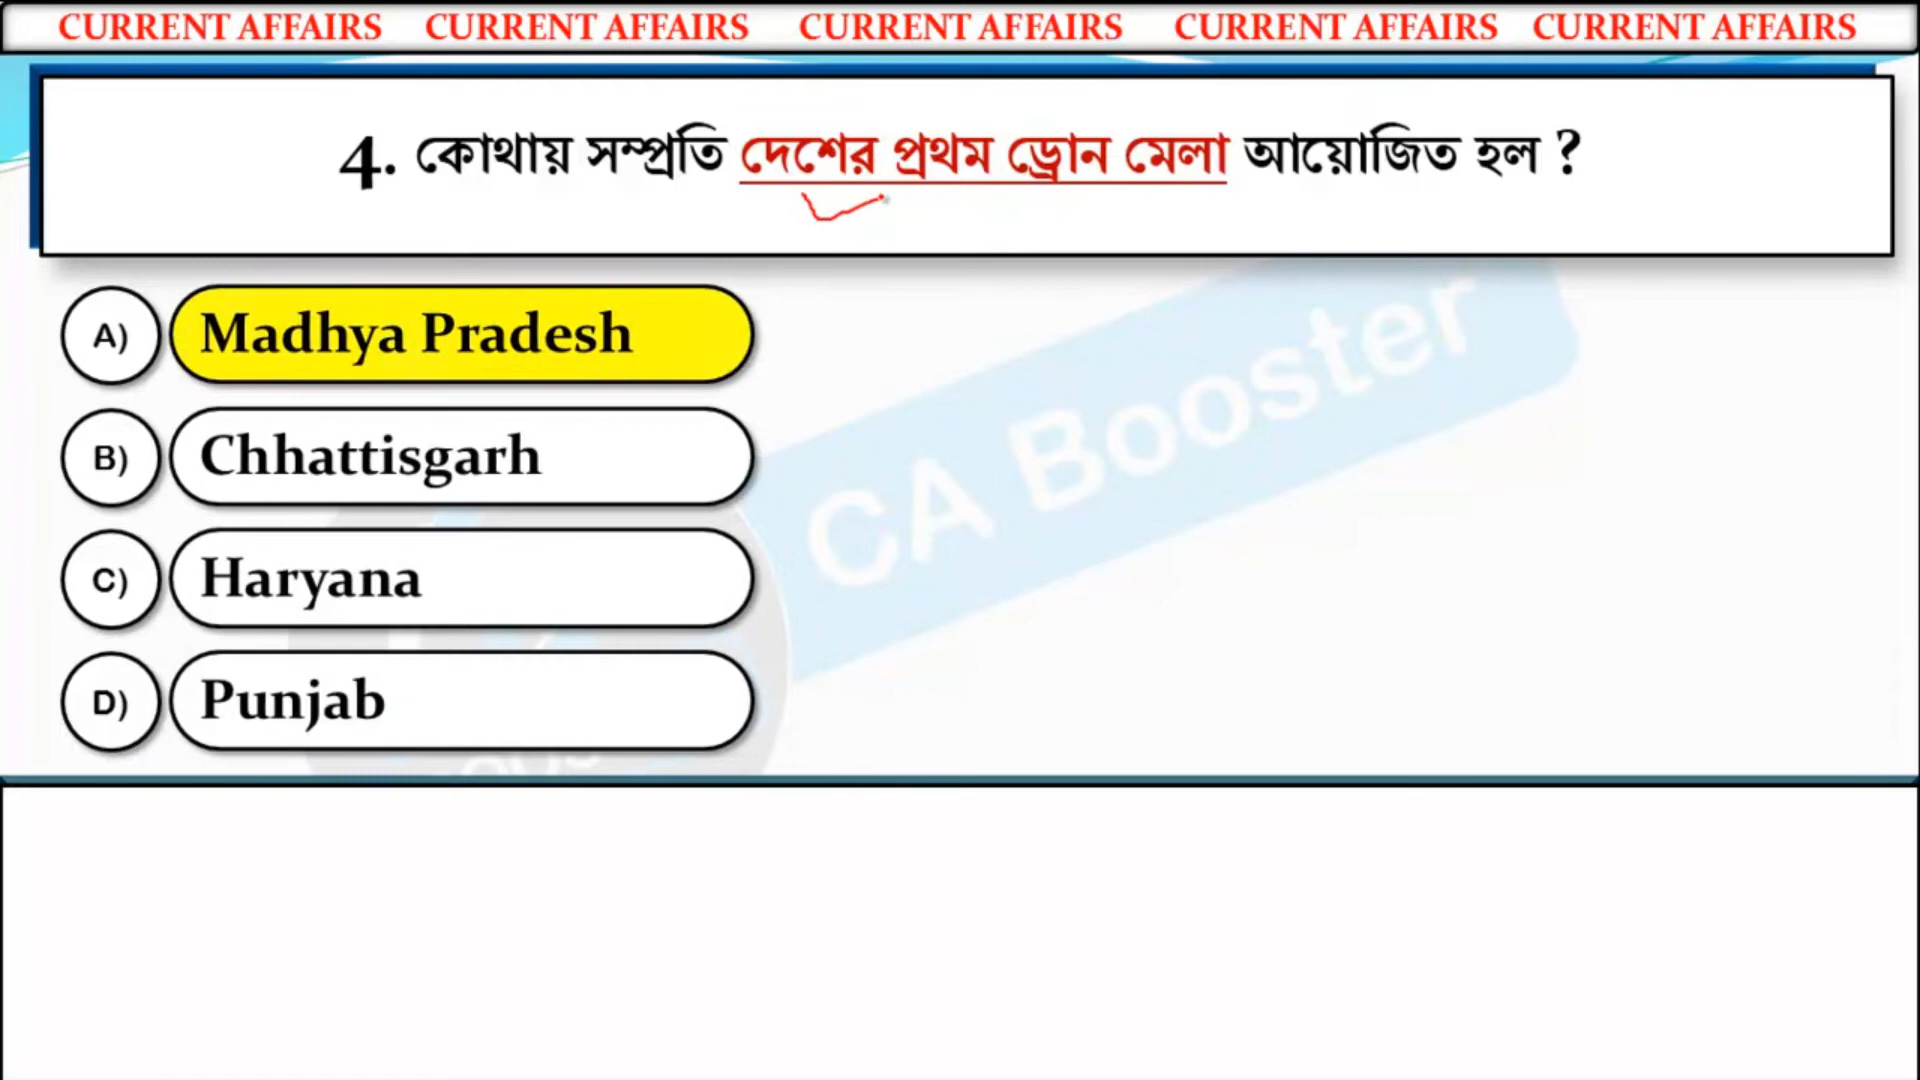 CURRENT AFFAIRS CURRENT AFFAIRS CURRENT AFFAIRS CURRENT AFFAIRS CURRENT AFFAIRS
4. কোথায় সম্প্রতি দেশের প্রথম ড্রোন মেলা আয়োজিত হল ?
A) Madhya Pradesh
B) Chhattisgarh
C) Haryana
D) Punjab
CA Booster